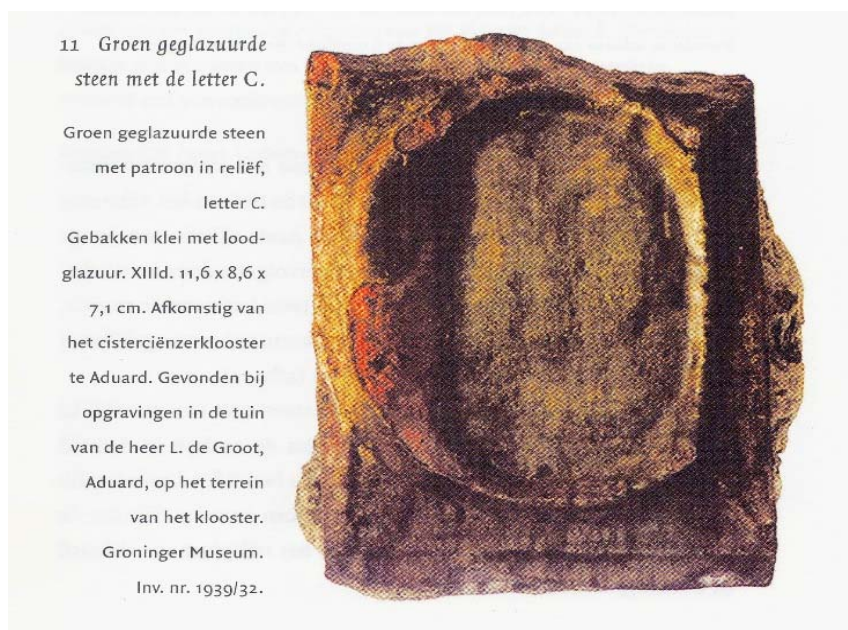 11 Groen geglazuurde
steen met de letter C.
Groen geglazuurde steen
met patroon in reliëf,
letter C.
Gebakken klei met lood-
glazuur. XIIId. 11,6 x 8,6 x
7,1 cm. Afkomstig van
het cisterciënzerklooster
te Aduard. Gevonden bij
opgravingen in de tuin
van de heer L. de Groot,
Aduard, op het terrein
van het klooster.
Groninger Museum.
Inv. nr. 1939/32.